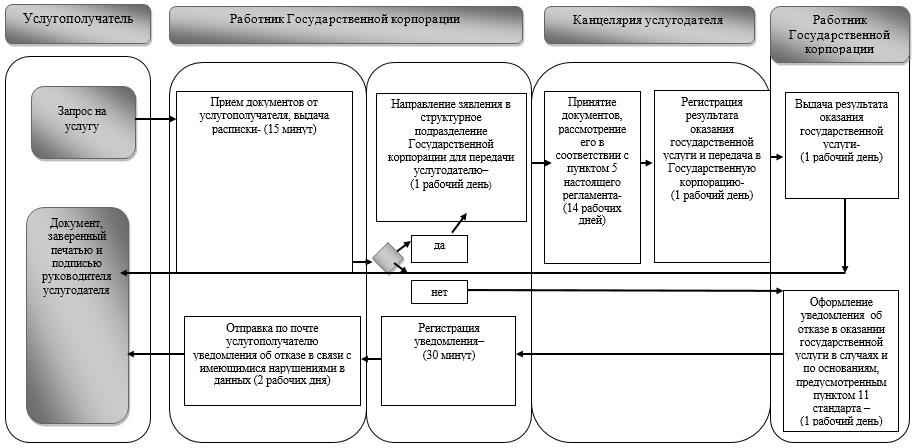 Услугополучатель
Работник Государственной корпорации
Канцелярия услугодателя
Работник
Государственной
корпорации
Запрос на
услугу
Прием документов от
услугополучателя, выдача
расписки- (15 минут)
Направление зявления в
структурное
подразделение
Государственной
корпорации для передачи
услугодателю–
(1 рабочий день)
Принятие
документов,
рассмотрение
его в
соответствии с
пунктом 5
настоящего
регламента-
(14 рабочих
дней)
Регистрация
результата
оказания
государственной
услуги и передача в
Государственную
корпорацию-
(1 рабочий день)
Выдача результата
оказания
государственной
услуги-
(1 рабочий день)
Документ,
заверенный
печатью и
подписью
руководителя
услугодателя
да
нет
Отправка по почте
услугополучателю
уведомления об отказе в связи с
имеющимися нарушениями в
данных (2 рабочих дня)
Регистрация
уведомления–
(30 минут)
Оформление
уведомления об
отказе в оказании
государственной
услуги в случаях и
по основаниям,
предусмотренным
пунктом 11
стандарта –
(1 рабочий день)